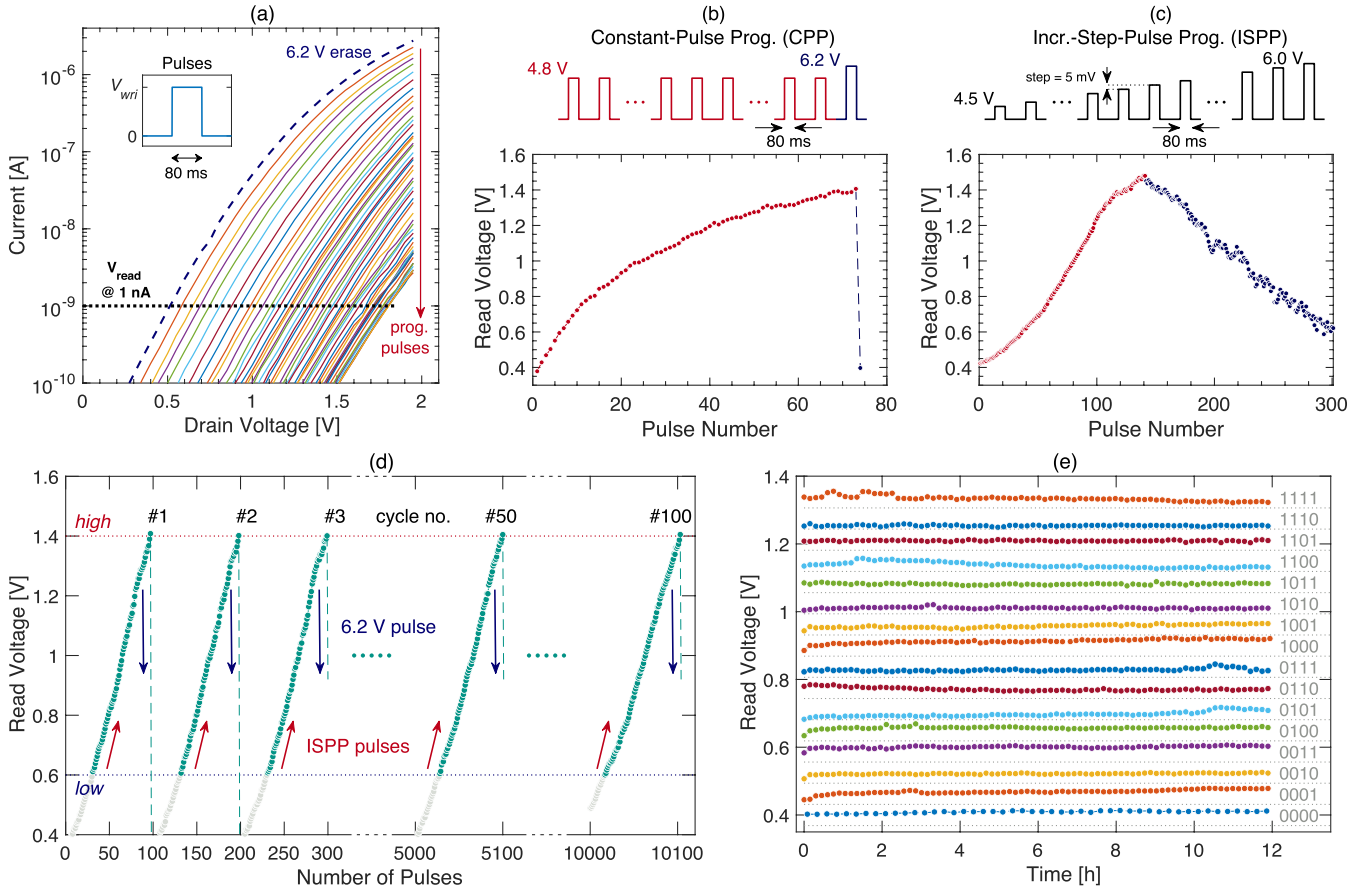 (a)
6.2 V erase
Pulses
V_wri
0
80 ms
V_read
@ 1 nA
prog.
pulses
Current [A]
10^-6
10^-7
10^-8
10^-9
10^-10
0 0.5 1 1.5 2
Drain Voltage [V]
(b)
Constant-Pulse Prog. (CPP)
4.8 V
6.2 V
80 ms
Read Voltage [V]
1.6
1.4
1.2
1
0.8
0.6
0.4
0 20 40 60 80
Pulse Number
(c)
Incr.-Step-Pulse Prog. (ISPP)
6.0 V
step = 5 mV
4.5 V
80 ms
Read Voltage [V]
1.6
1.4
1.2
1
0.8
0.6
0.4
0 100 200 300
Pulse Number
(d)
high
#1 #2 #3 cycle no. #50 #100
6.2 V pulse
ISPP pulses
low
Read Voltage [V]
1.6
1.4
1.2
1
0.8
0.6
0.4
0 50 100 150 200 250 300 5000 5100 10000 10100
Number of Pulses
(e)
Read Voltage [V]
1.4
1.2
1
0.8
0.6
0.4
1111
1110
1101
1100
1011
1010
1001
1000
0111
0110
0101
0100
0011
0010
0001
0000
0 2 4 6 8 10 12
Time [h]